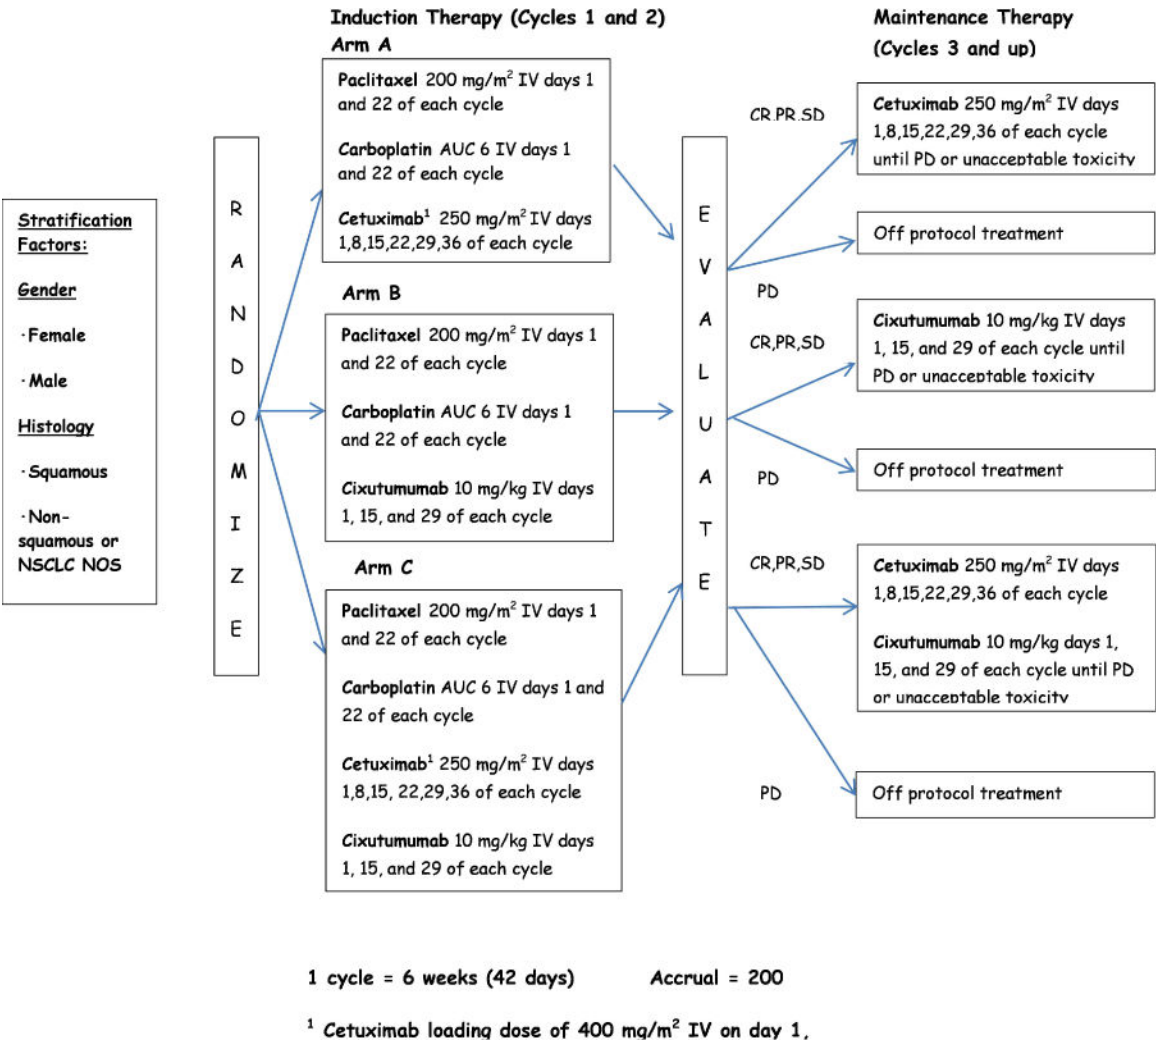 Induction Therapy (Cycles 1 and 2)
Maintenance Therapy
(Cycles 3 and up)
Stratification
Factors:
Gender
·Female
·Male
Histology
·Squamous
·Non-
squamous or
NSCLC NOS
R
A
N
D
O
M
I
Z
E
Arm A
Paclitaxel 200 mg/m² IV days 1
and 22 of each cycle
Carboplatin AUC 6 IV days 1
and 22 of each cycle
Cetuximab¹ 250 mg/m² IV days
1,8,15,22,29,36 of each cycle
Arm B
Paclitaxel 200 mg/m² IV days 1
and 22 of each cycle
Carboplatin AUC 6 IV days 1
and 22 of each cycle
Cixutumumab 10 mg/kg IV days
1, 15, and 29 of each cycle
Arm C
Paclitaxel 200 mg/m² IV days 1
and 22 of each cycle
Carboplatin AUC 6 IV days 1 and
22 of each cycle
Cetuximab¹ 250 mg/m² IV days
1,8,15, 22,29,36 of each cycle
Cixutumumab 10 mg/kg IV days
1, 15, and 29 of each cycle
E
V
A
L
U
A
T
E
CR,PR,SD
Cetuximab 250 mg/m² IV days
1,8,15,22,29,36 of each cycle
until PD or unacceptable toxicity
PD
Off protocol treatment
CR,PR,SD
Cixutumumab 10 mg/kg IV days
1, 15, and 29 of each cycle until
PD or unacceptable toxicity
PD
Off protocol treatment
CR,PR,SD
Cetuximab 250 mg/m² IV days
1,8,15,22,29,36 of each cycle
Cixutumumab 10 mg/kg days 1,
15, and 29 of each cycle until PD
or unacceptable toxicity
PD
Off protocol treatment
1 cycle = 6 weeks (42 days)
Accrual = 200
¹ Cetuximab loading dose of 400 mg/m² IV on day 1,